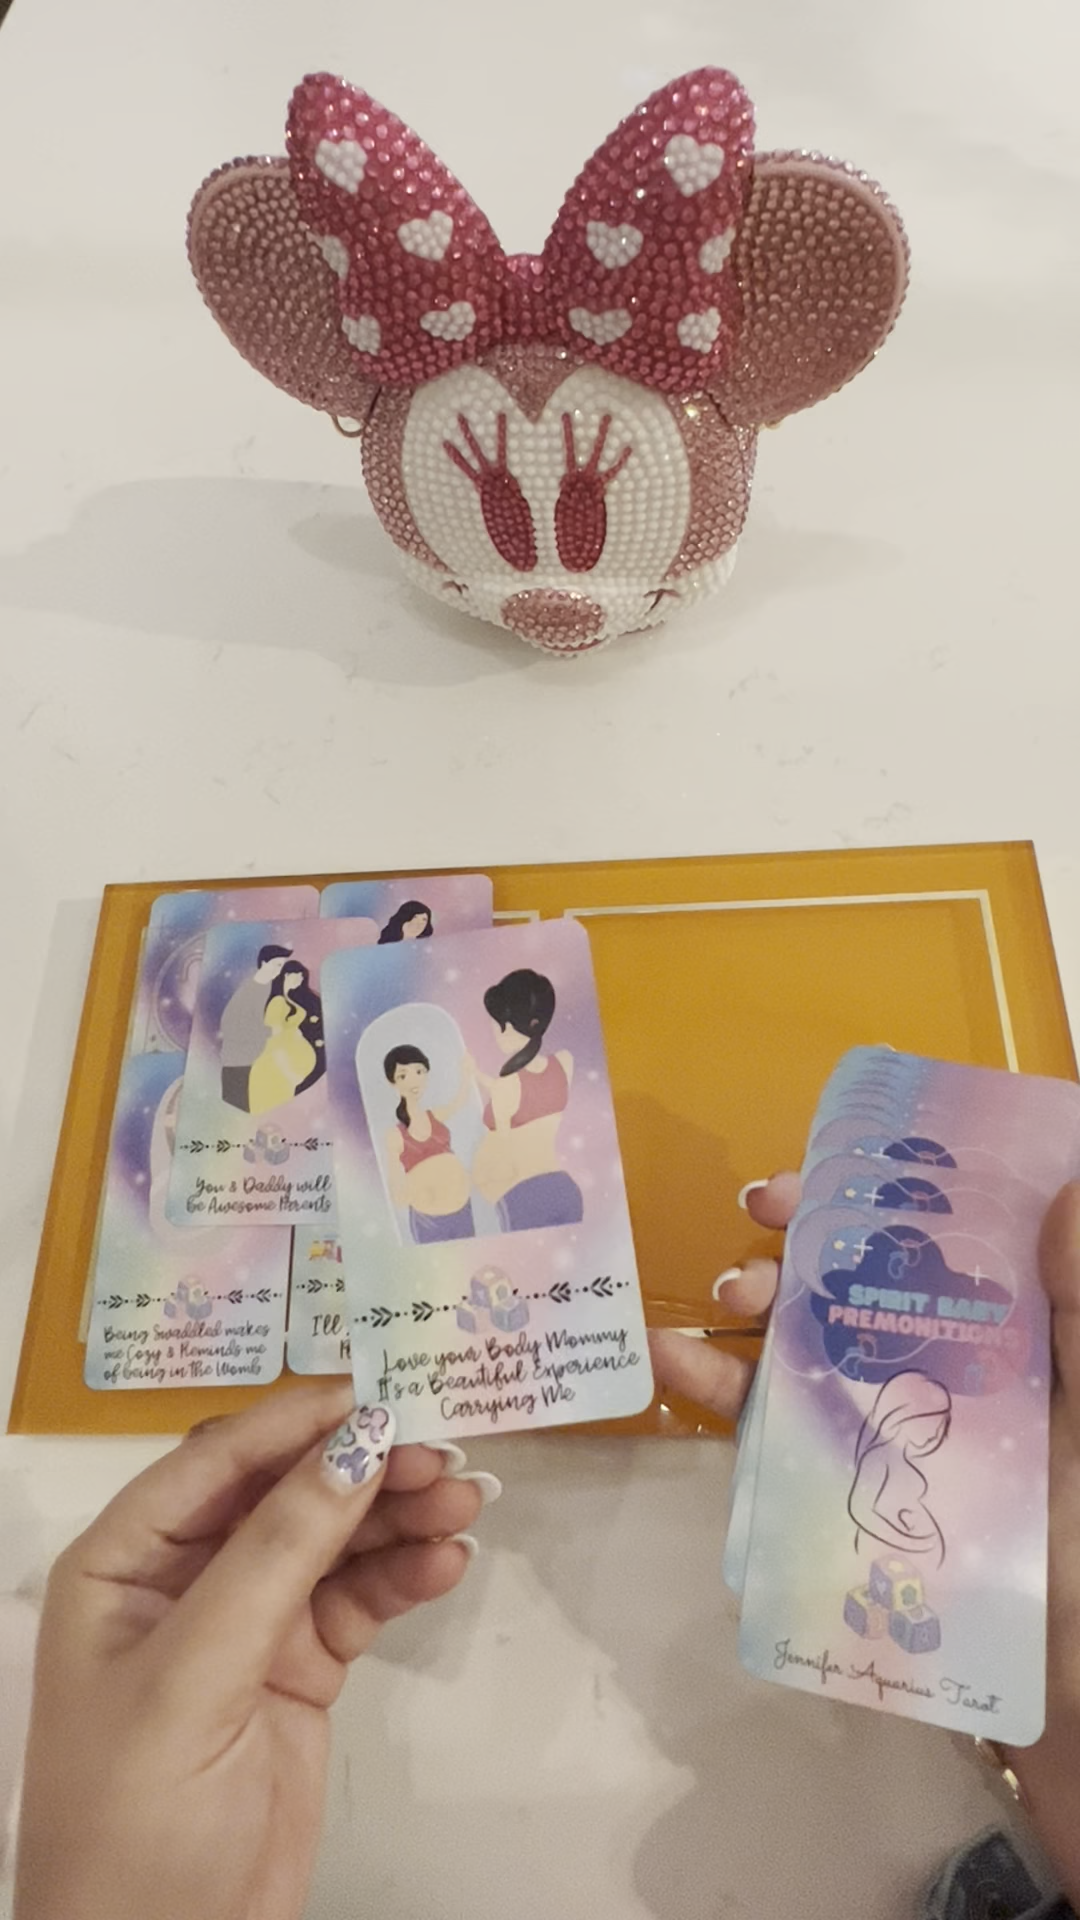 You & Daddy will
be Awesome Parents
Being Swaddled makes
me Cozy & Reminds me
of being in the Womb
I'll
Love your Body Mommy
It's a Beautiful Experience
Carrying Me
SPIRIT BABY
PREMONITIONS
Jennifer Aquarius Tarot